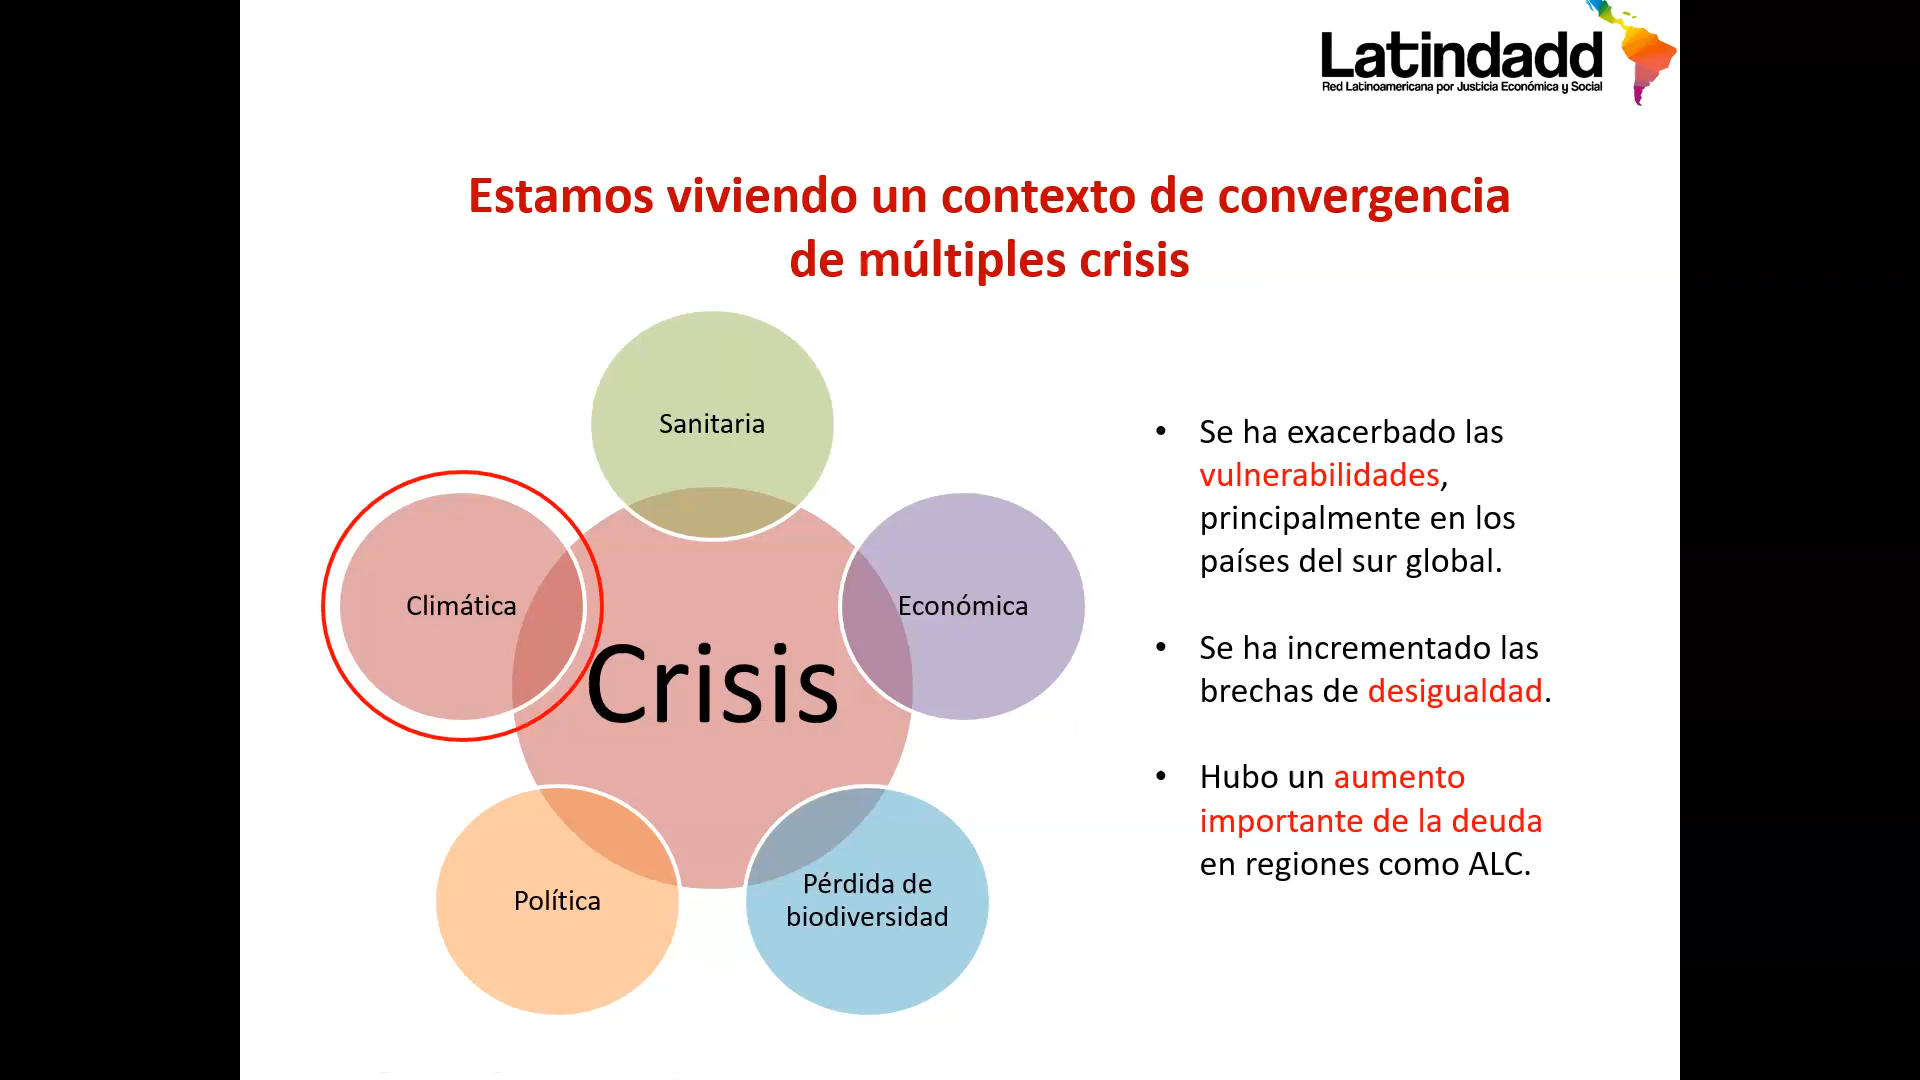 Latindadd
Red Latinoamericana por Justicia Económica y Social
Estamos viviendo un contexto de convergencia
de múltiples crisis
Sanitaria
Climática
Económica
Crisis
Política
Pérdida de
biodiversidad
• Se ha exacerbado las
vulnerabilidades,
principalmente en los
países del sur global.
• Se ha incrementado las
brechas de desigualdad.
• Hubo un aumento
importante de la deuda
en regiones como ALC.